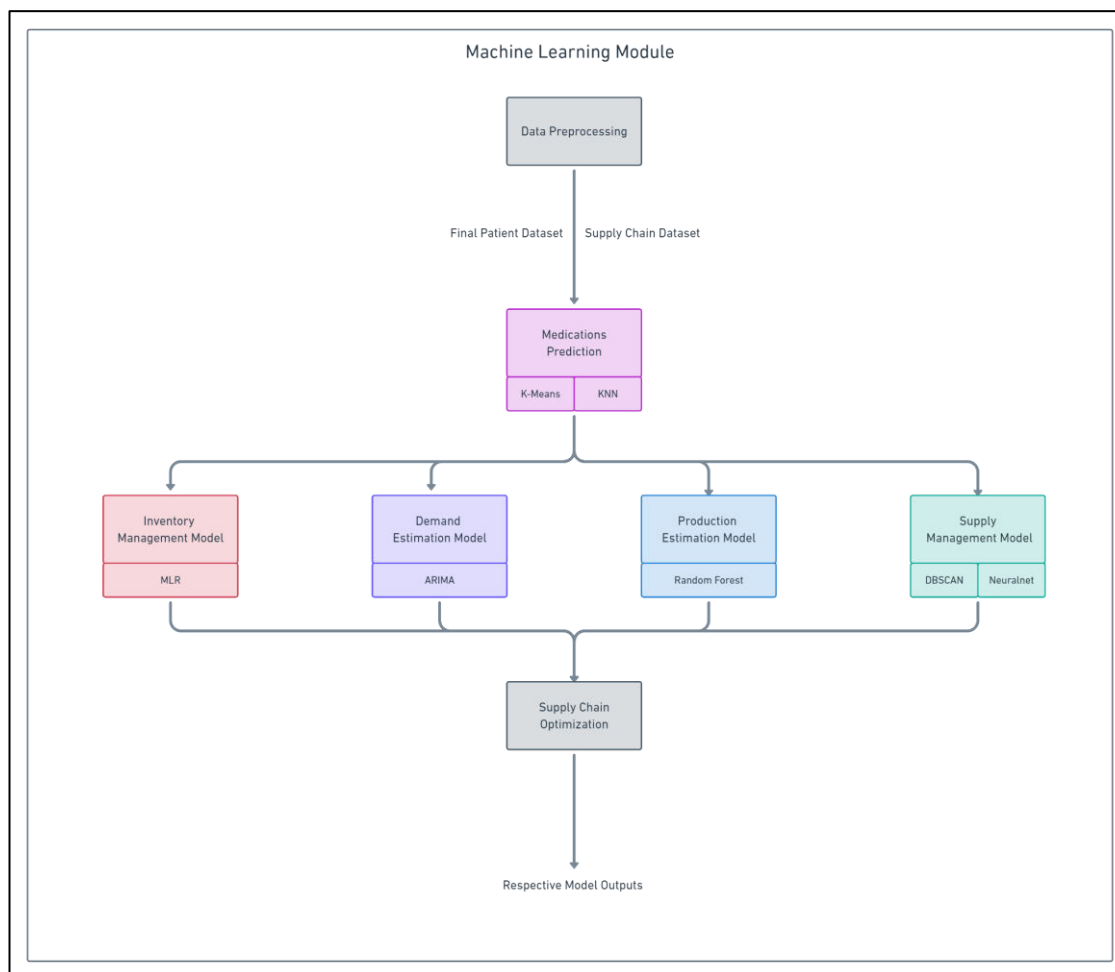 Machine Learning Module
Data Preprocessing
Final Patient Dataset
Supply Chain Dataset
Medications
Prediction
K-Means
KNN
Inventory
Management Model
MLR
Demand
Estimation Model
ARIMA
Production
Estimation Model
Random Forest
Supply
Management Model
DBSCAN
Neuralnet
Supply Chain
Optimization
Respective Model Outputs